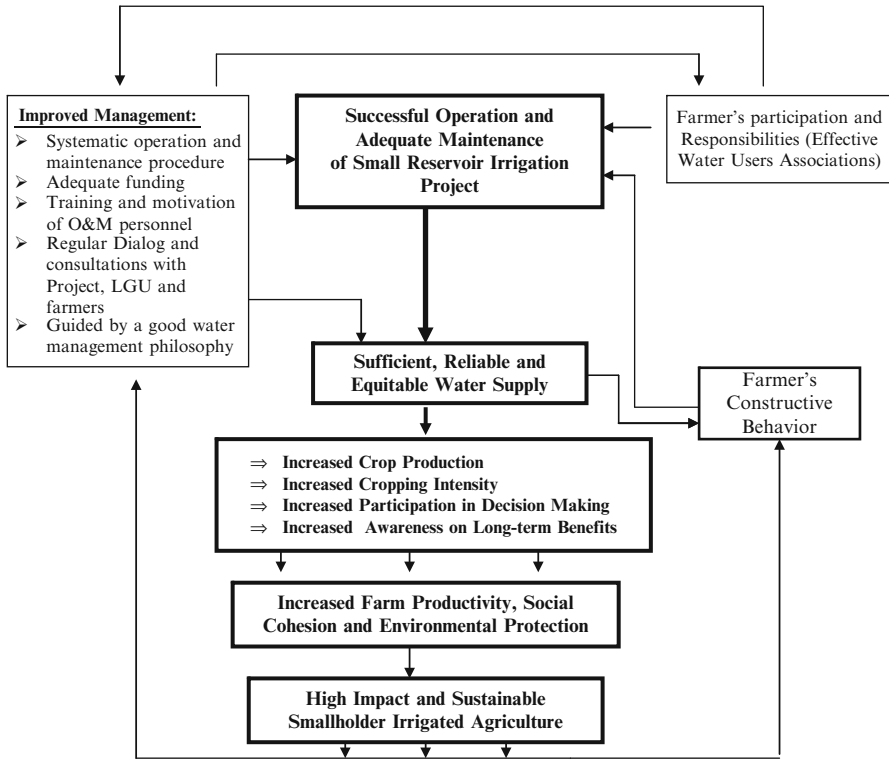 Improved Management:
➢ Systematic operation and
maintenance procedure
➢ Adequate funding
➢ Training and motivation
of O&M personnel
➢ Regular Dialog and
consultations with
Project, LGU and
farmers
➢ Guided by a good water
management philosophy
Successful Operation and
Adequate Maintenance
of Small Reservoir Irrigation
Project
Farmer's participation and
Responsibilities (Effective
Water Users Associations)
Sufficient, Reliable and
Equitable Water Supply
Farmer's
Constructive
Behavior
⇒ Increased Crop Production
⇒ Increased Cropping Intensity
⇒ Increased Participation in Decision Making
⇒ Increased Awareness on Long-term Benefits
Increased Farm Productivity, Social
Cohesion and Environmental Protection
High Impact and Sustainable
Smallholder Irrigated Agriculture